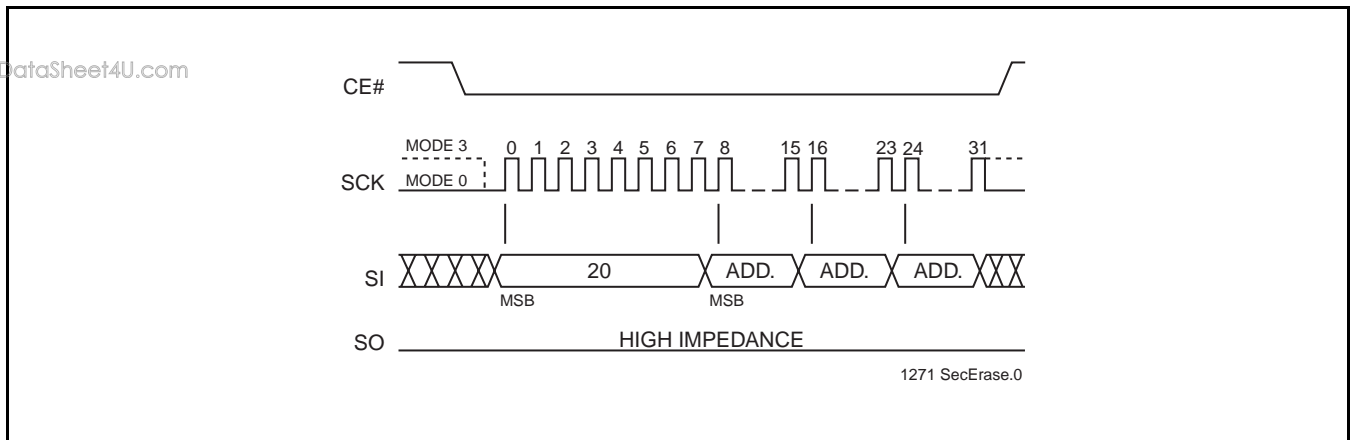 DataSheet4U.com
CE#
MODE 3
0 1 2 3 4 5 6 7 8 15 16 23 24 31
SCK
MODE 0
SI
20 ADD. ADD. ADD.
MSB MSB
SO
HIGH IMPEDANCE
1271 SecErase.0